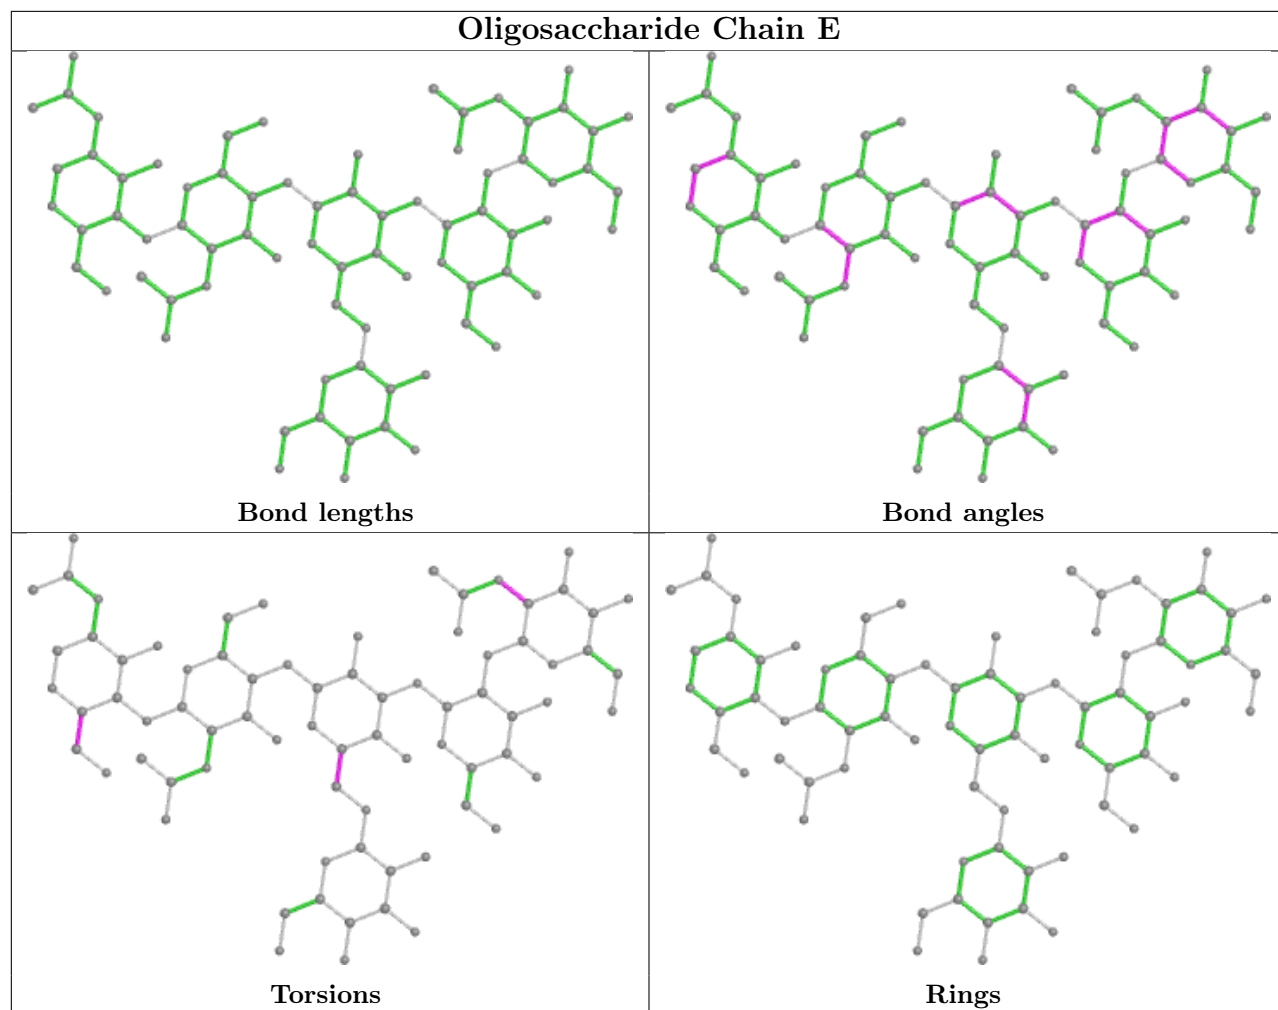 Oligosaccharide Chain E
Bond lengths
Bond angles
Torsions
Rings